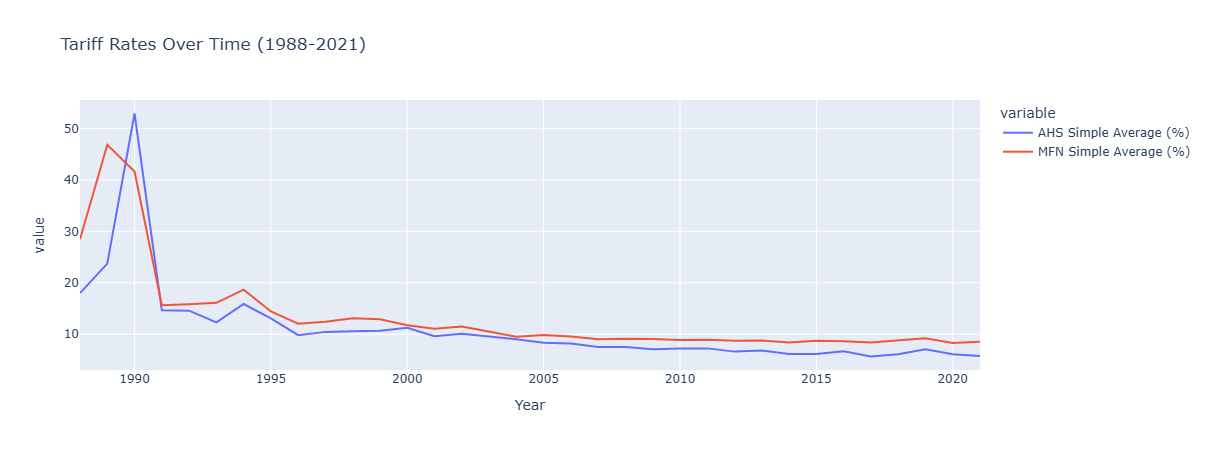 Tariff Rates Over Time (1988-2021)
variable
AHS Simple Average (%)
MFN Simple Average (%)
value
50
40
30
20
10
1990
1995
2000
2005
2010
2015
2020
Year